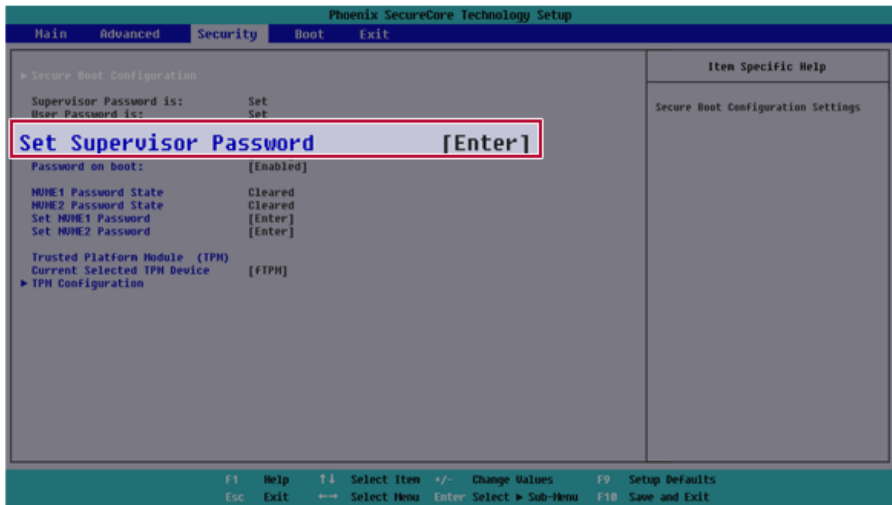 Phoenix SecureCore Technology Setup
Main Advanced Security Boot Exit
▶ Secure Boot Configuration
Item Specific Help
Supervisor Password is: Set
User Password is: Set
Secure Boot Configuration Settings
Set Supervisor Password [Enter]
Password on boot: [Enabled]
NVME1 Password State Cleared
NVME2 Password State Cleared
Set NVME1 Password [Enter]
Set NVME2 Password [Enter]
Trusted Platform Module (TPM)
Current Selected TPM Device [fTPM]
▶ TPM Configuration
F1 Help ↑↓ Select Item +/- Change Values F9 Setup Defaults
Esc Exit ←→ Select Menu Enter Select ▶ Sub-Menu F10 Save and Exit